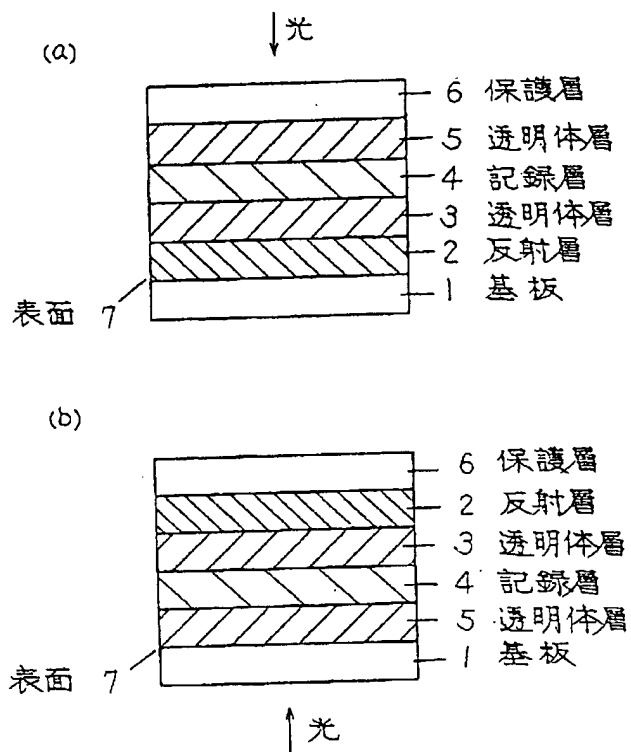 光
(a)
6 保護層
5 透明体層
4 記録層
3 透明体層
2 反射層
1 基板
表面 7
(b)
6 保護層
2 反射層
3 透明体層
4 記録層
5 透明体層
1 基板
表面 7
光